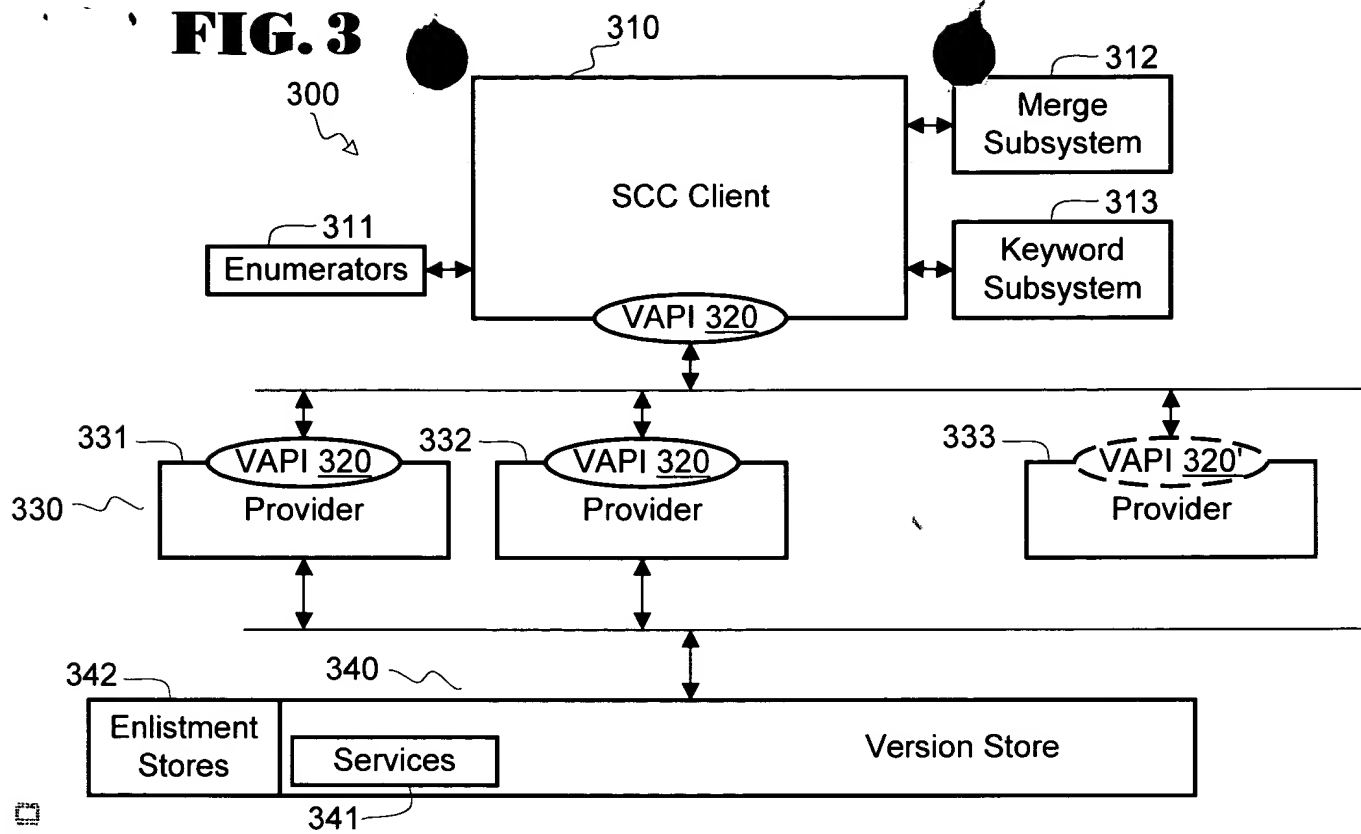 FIG. 3
310
312
300
Merge
Subsystem
SCC Client
311
313
Enumerators
Keyword
Subsystem
VAPI 320
331
332
333
VAPI 320
VAPI 320
VAPI 320'
330
Provider
Provider
Provider
340
342
Enlistment
Stores
Services
Version Store
341